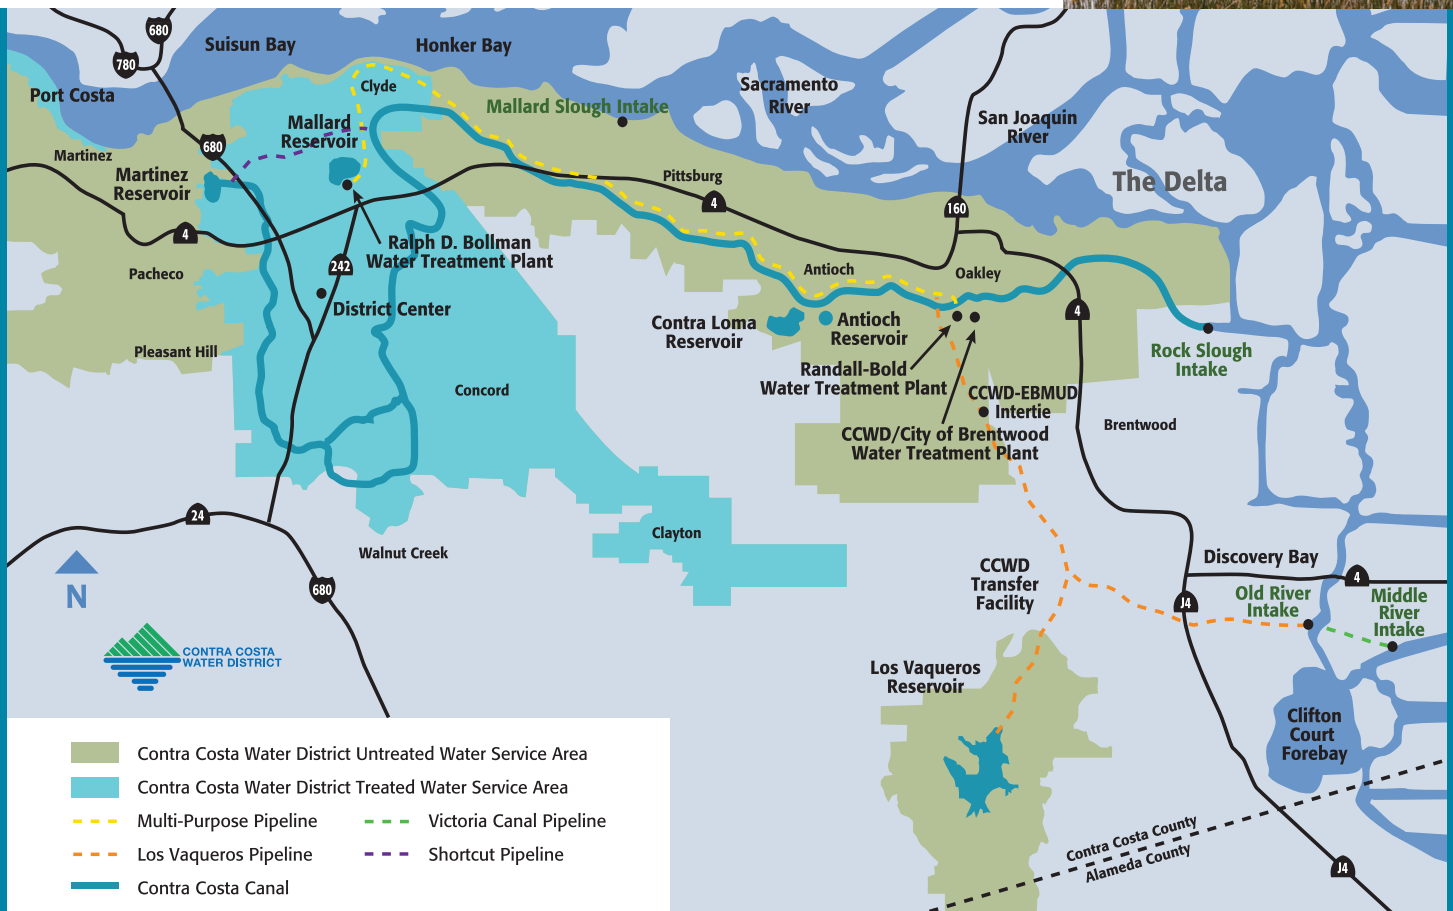 680
780
Suisun Bay
Honker Bay
Port Costa
Clyde
Sacramento
River
Mallard Slough Intake
Mallard
Reservoir
San Joaquin
River
680
Martinez
Martinez
Reservoir
Pittsburg
The Delta
4
160
4
Ralph D. Bollman
Water Treatment Plant
242
Pacheco
Antioch
Oakley
District Center
4
Contra Loma
Reservoir
Antioch
Reservoir
Pleasant Hill
Rock Slough
Intake
Randall-Bold
Water Treatment Plant
Concord
CCWD-EBMUD
Intertie
Brentwood
CCWD/City of Brentwood
Water Treatment Plant
24
Clayton
Walnut Creek
Discovery Bay
CCWD
Transfer
Facility
4
680
N
J4
Old River
Intake
Middle
River
Intake
CONTRA COSTA
WATER DISTRICT
Los Vaqueros
Reservoir
Clifton
Court
Forebay
Contra Costa Water District Untreated Water Service Area
Contra Costa Water District Treated Water Service Area
Multi-Purpose Pipeline
Victoria Canal Pipeline
Los Vaqueros Pipeline
Shortcut Pipeline
Contra Costa Canal
Contra Costa County
Alameda County
J4